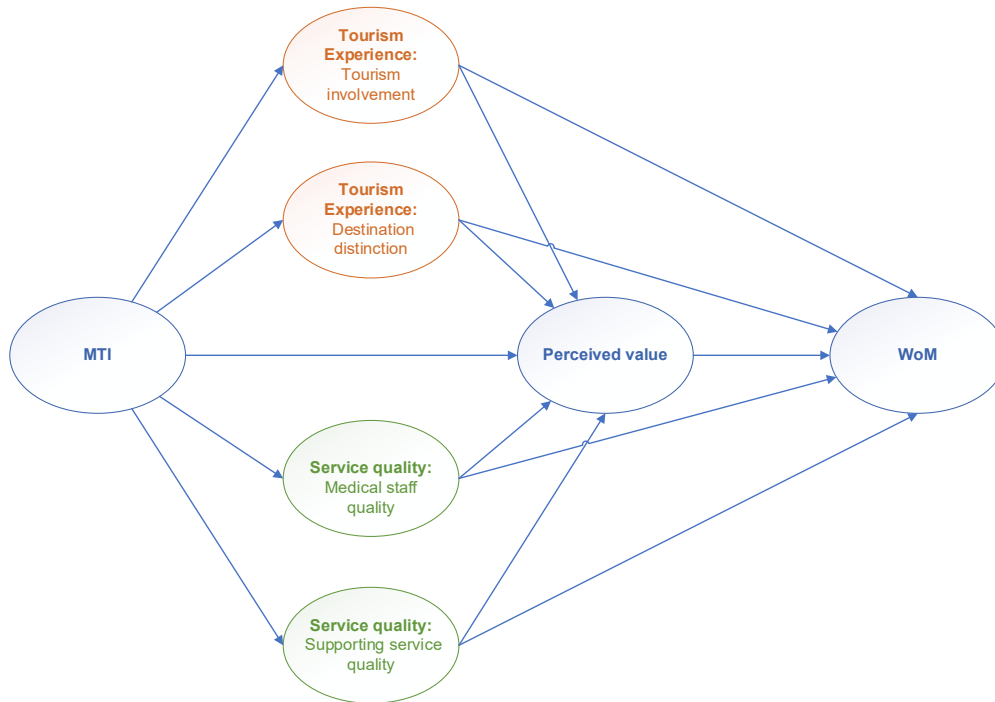 Tourism
Experience:
Tourism
involvement
Tourism
Experience:
Destination
distinction
MTI
Perceived value
WoM
Service quality:
Medical staff
quality
Service quality:
Supporting service
quality